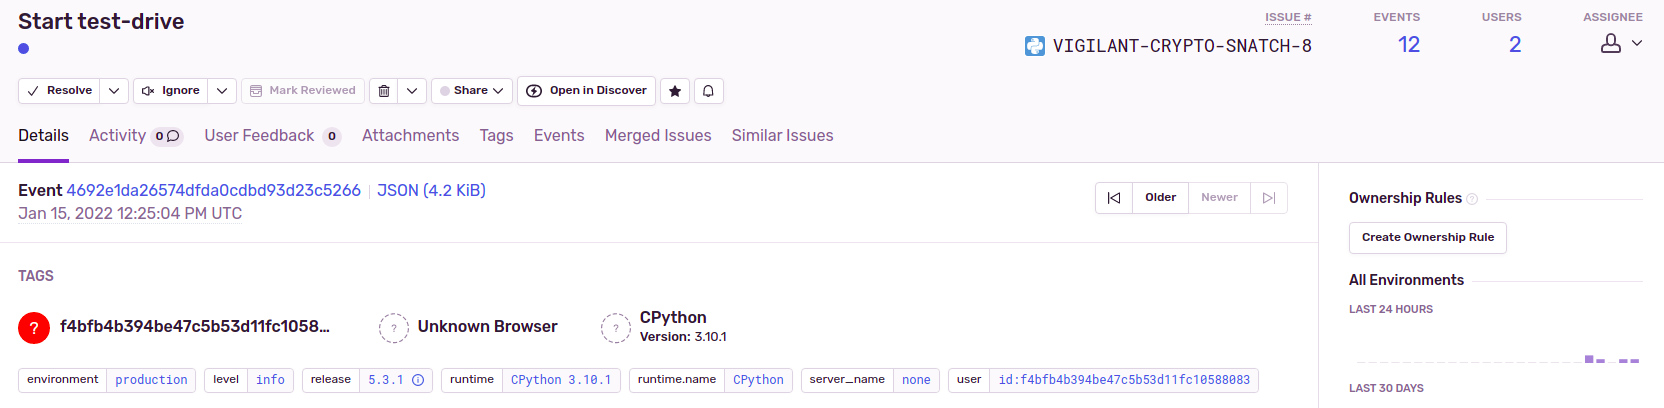 Start test-drive
ISSUE # EVENTS USERS ASSIGNEE
VIGILANT-CRYPTO-SNATCH-8 12 2
Resolve Ignore Mark Reviewed Share Open in Discover
Details Activity 0 User Feedback 0 Attachments Tags Events Merged Issues Similar Issues
Event 4692e1da26574dfda0cdbd93d23c5266 JSON (4.2 KiB)
Jan 15, 2022 12:25:04 PM UTC
Older Newer
Ownership Rules ?
Create Ownership Rule
All Environments
LAST 24 HOURS
LAST 30 DAYS
TAGS
? f4bfb4b394be47c5b53d11fc1058...
? Unknown Browser
? CPython
Version: 3.10.1
environment production level info release 5.3.1 runtime CPython 3.10.1 runtime.name CPython server_name none user id:f4bfb4b394be47c5b53d11fc10588083